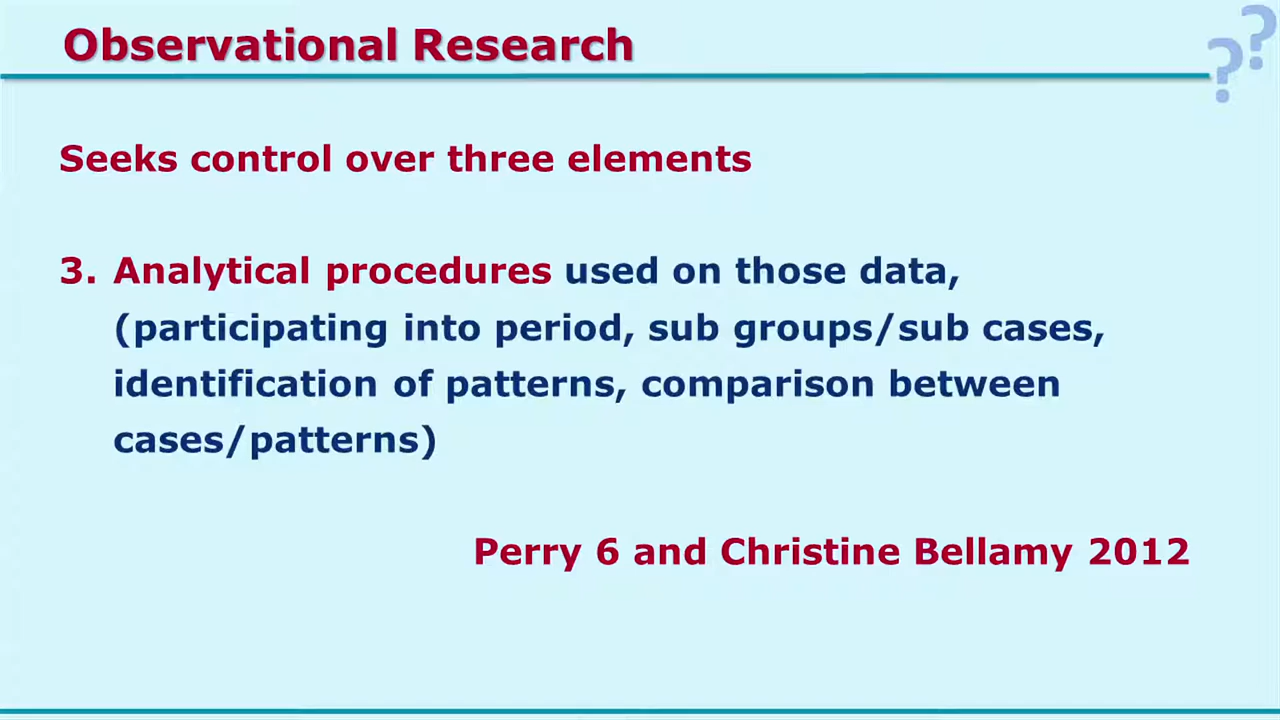 Observational Research
? ?
Seeks control over three elements
3. Analytical procedures used on those data,
(participating into period, sub groups/sub cases,
identification of patterns, comparison between
cases/patterns)
Perry 6 and Christine Bellamy 2012